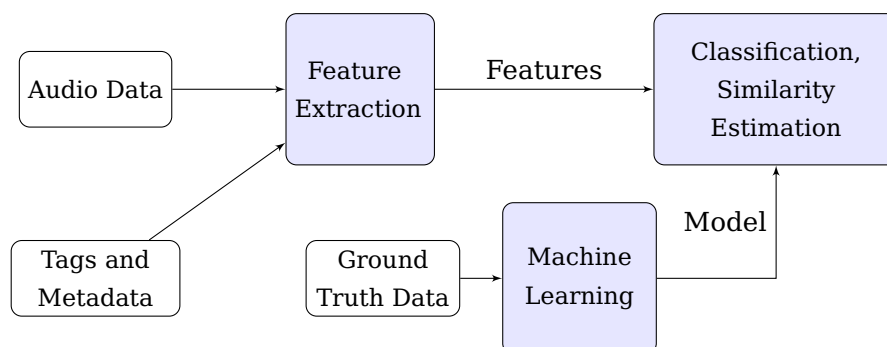 Audio Data
Feature
Extraction
Features
Classification,
Similarity
Estimation
Tags and
Metadata
Ground
Truth Data
Machine
Learning
Model